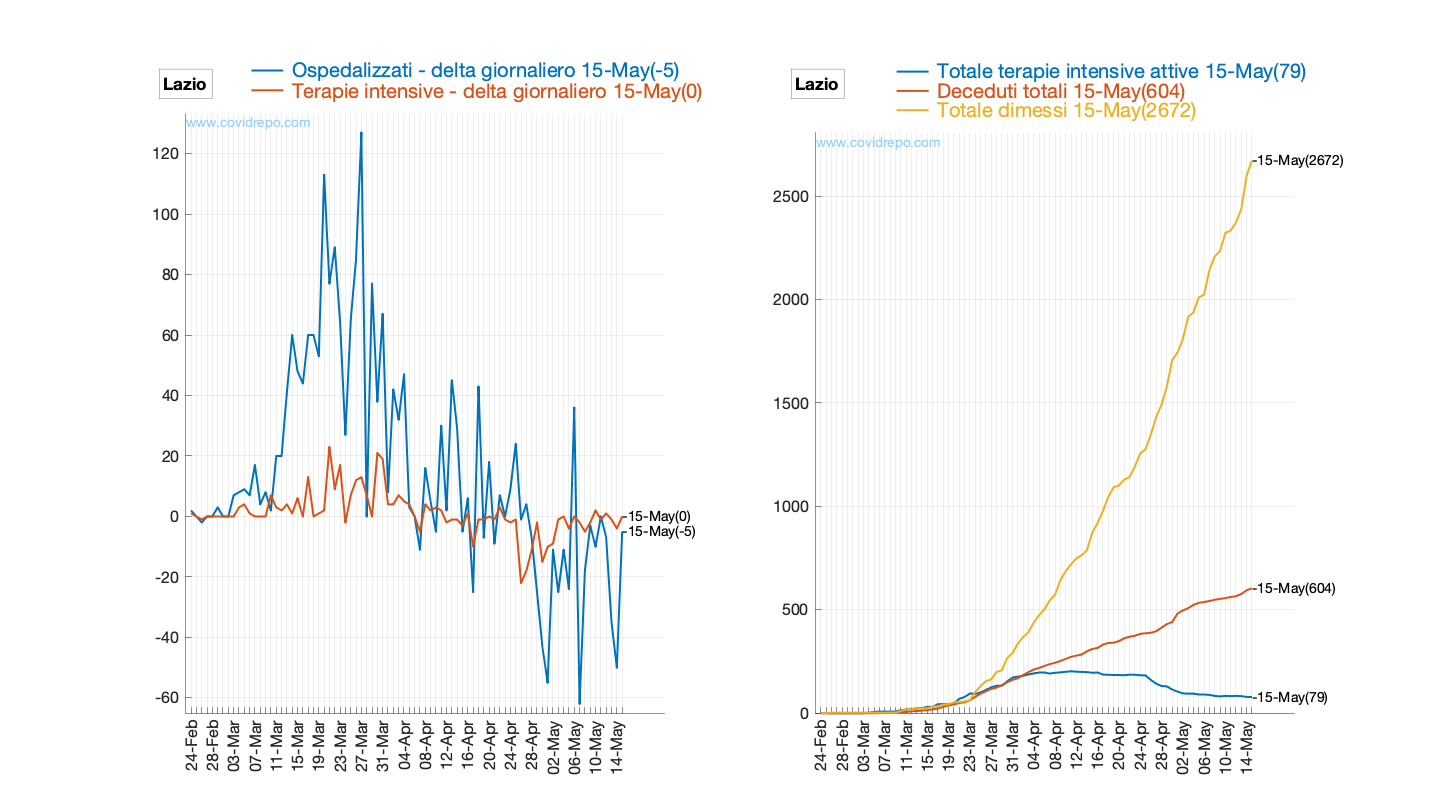 Lazio
Ospedalizzati - delta giornaliero 15-May(-5)
Terapie intensive - delta giornaliero 15-May(0)
www.covidrepo.com
120
100
80
60
40
20
0
-20
-40
-60
15-May(0)
15-May(-5)
24-Feb
28-Feb
03-Mar
07-Mar
11-Mar
15-Mar
19-Mar
23-Mar
27-Mar
31-Mar
04-Apr
08-Apr
12-Apr
16-Apr
20-Apr
24-Apr
28-Apr
02-May
06-May
10-May
14-May
Lazio
Totale terapie intensive attive 15-May(79)
Deceduti totali 15-May(604)
Totale dimessi 15-May(2672)
www.covidrepo.com
2500
2000
1500
1000
500
0
15-May(2672)
15-May(604)
15-May(79)
24-Feb
28-Feb
03-Mar
07-Mar
11-Mar
15-Mar
19-Mar
23-Mar
27-Mar
31-Mar
04-Apr
08-Apr
12-Apr
16-Apr
20-Apr
24-Apr
28-Apr
02-May
06-May
10-May
14-May